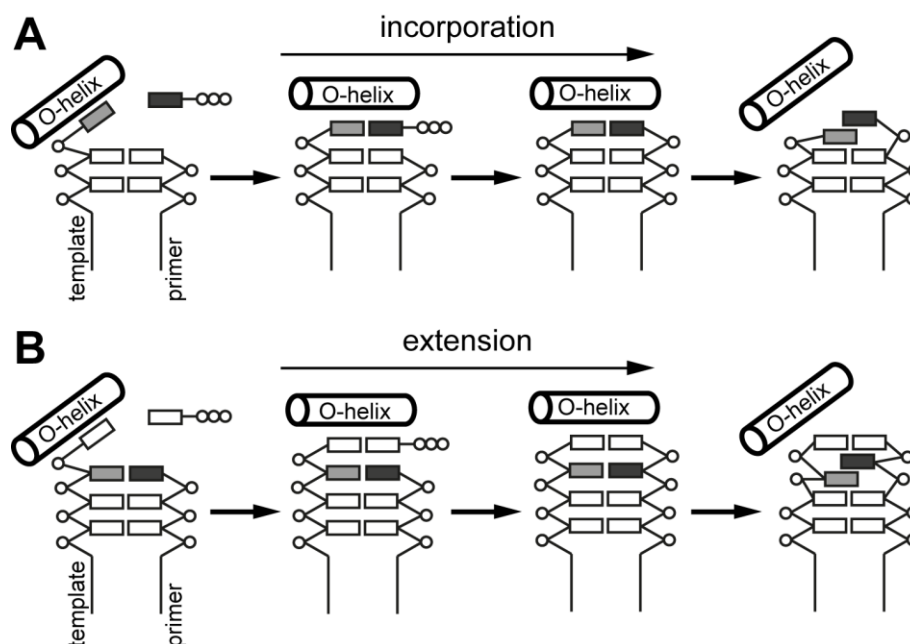 A
incorporation
O-helix
O-helix
O-helix
O-helix
template
primer
B
extension
O-helix
O-helix
O-helix
O-helix
template
primer